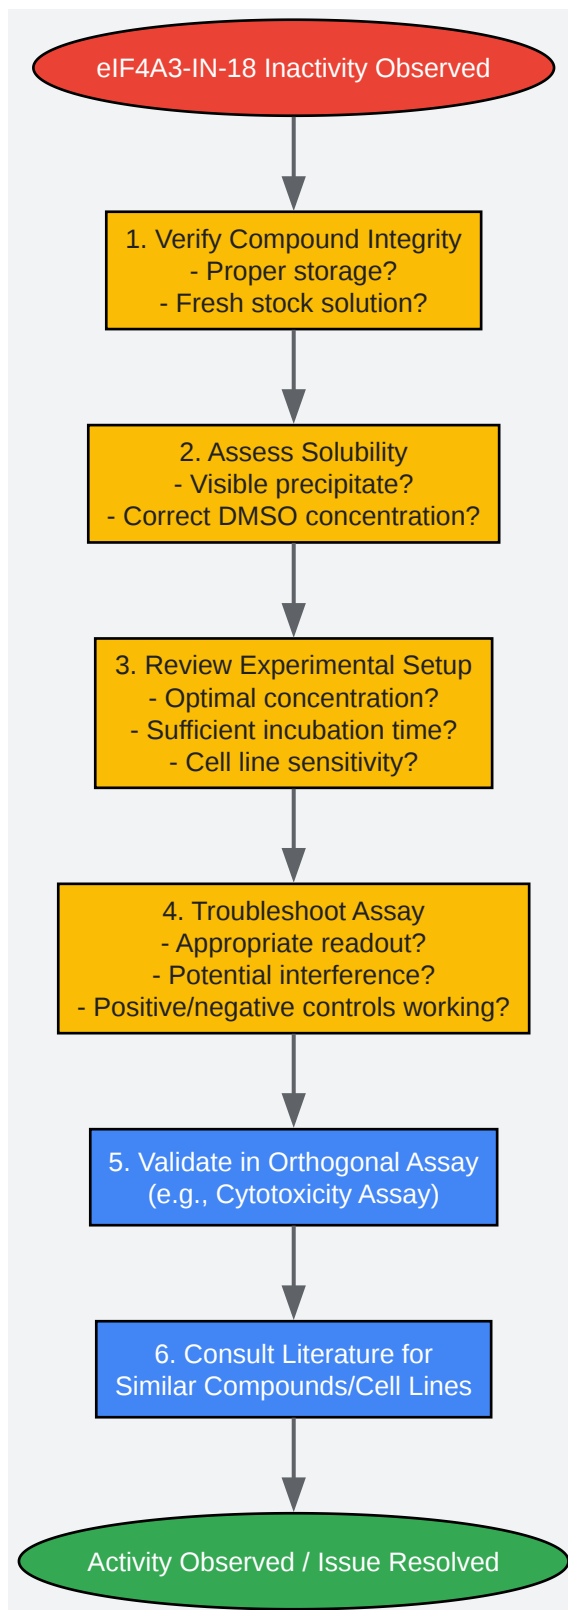 eIF4A3-IN-18 Inactivity Observed
1. Verify Compound Integrity
- Proper storage?
- Fresh stock solution?
2. Assess Solubility
- Visible precipitate?
- Correct DMSO concentration?
3. Review Experimental Setup
- Optimal concentration?
- Sufficient incubation time?
- Cell line sensitivity?
4. Troubleshoot Assay
- Appropriate readout?
- Potential interference?
- Positive/negative controls working?
5. Validate in Orthogonal Assay
(e.g., Cytotoxicity Assay)
6. Consult Literature for
Similar Compounds/Cell Lines
Activity Observed / Issue Resolved